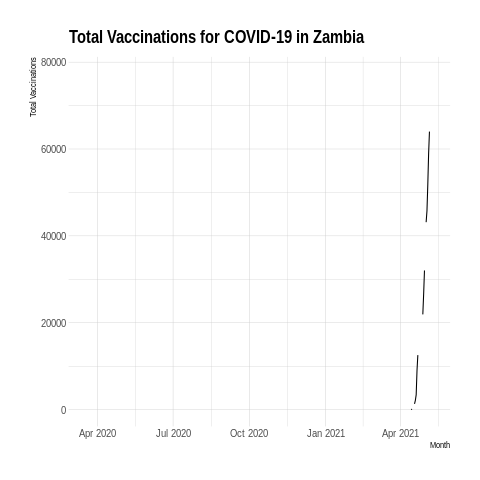 Total Vaccinations for COVID-19 in Zambia
Total Vaccinations
80000
60000
40000
20000
0
Apr 2020 Jul 2020 Oct 2020 Jan 2021 Apr 2021
Month